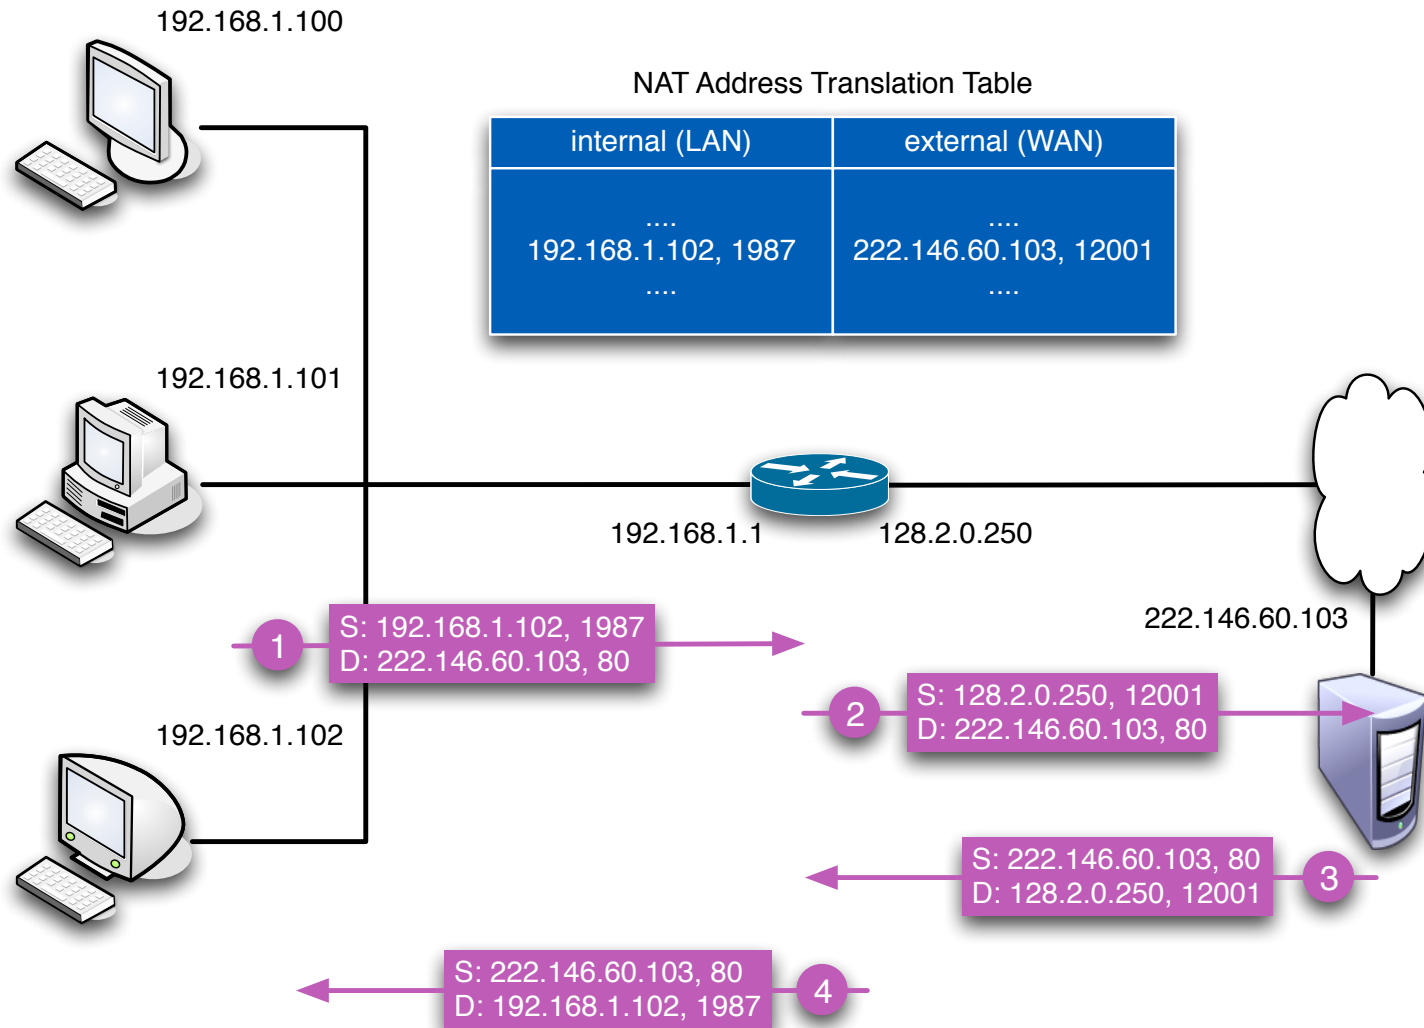 192.168.1.100
NAT Address Translation Table
internal (LAN)
external (WAN)
....
....
192.168.1.102, 1987
222.146.60.103, 12001
....
....
192.168.1.101
192.168.1.1
128.2.0.250
222.146.60.103
1
S: 192.168.1.102, 1987
D: 222.146.60.103, 80
2
S: 128.2.0.250, 12001
D: 222.146.60.103, 80
192.168.1.102
S: 222.146.60.103, 80
D: 128.2.0.250, 12001
3
S: 222.146.60.103, 80
D: 192.168.1.102, 1987
4